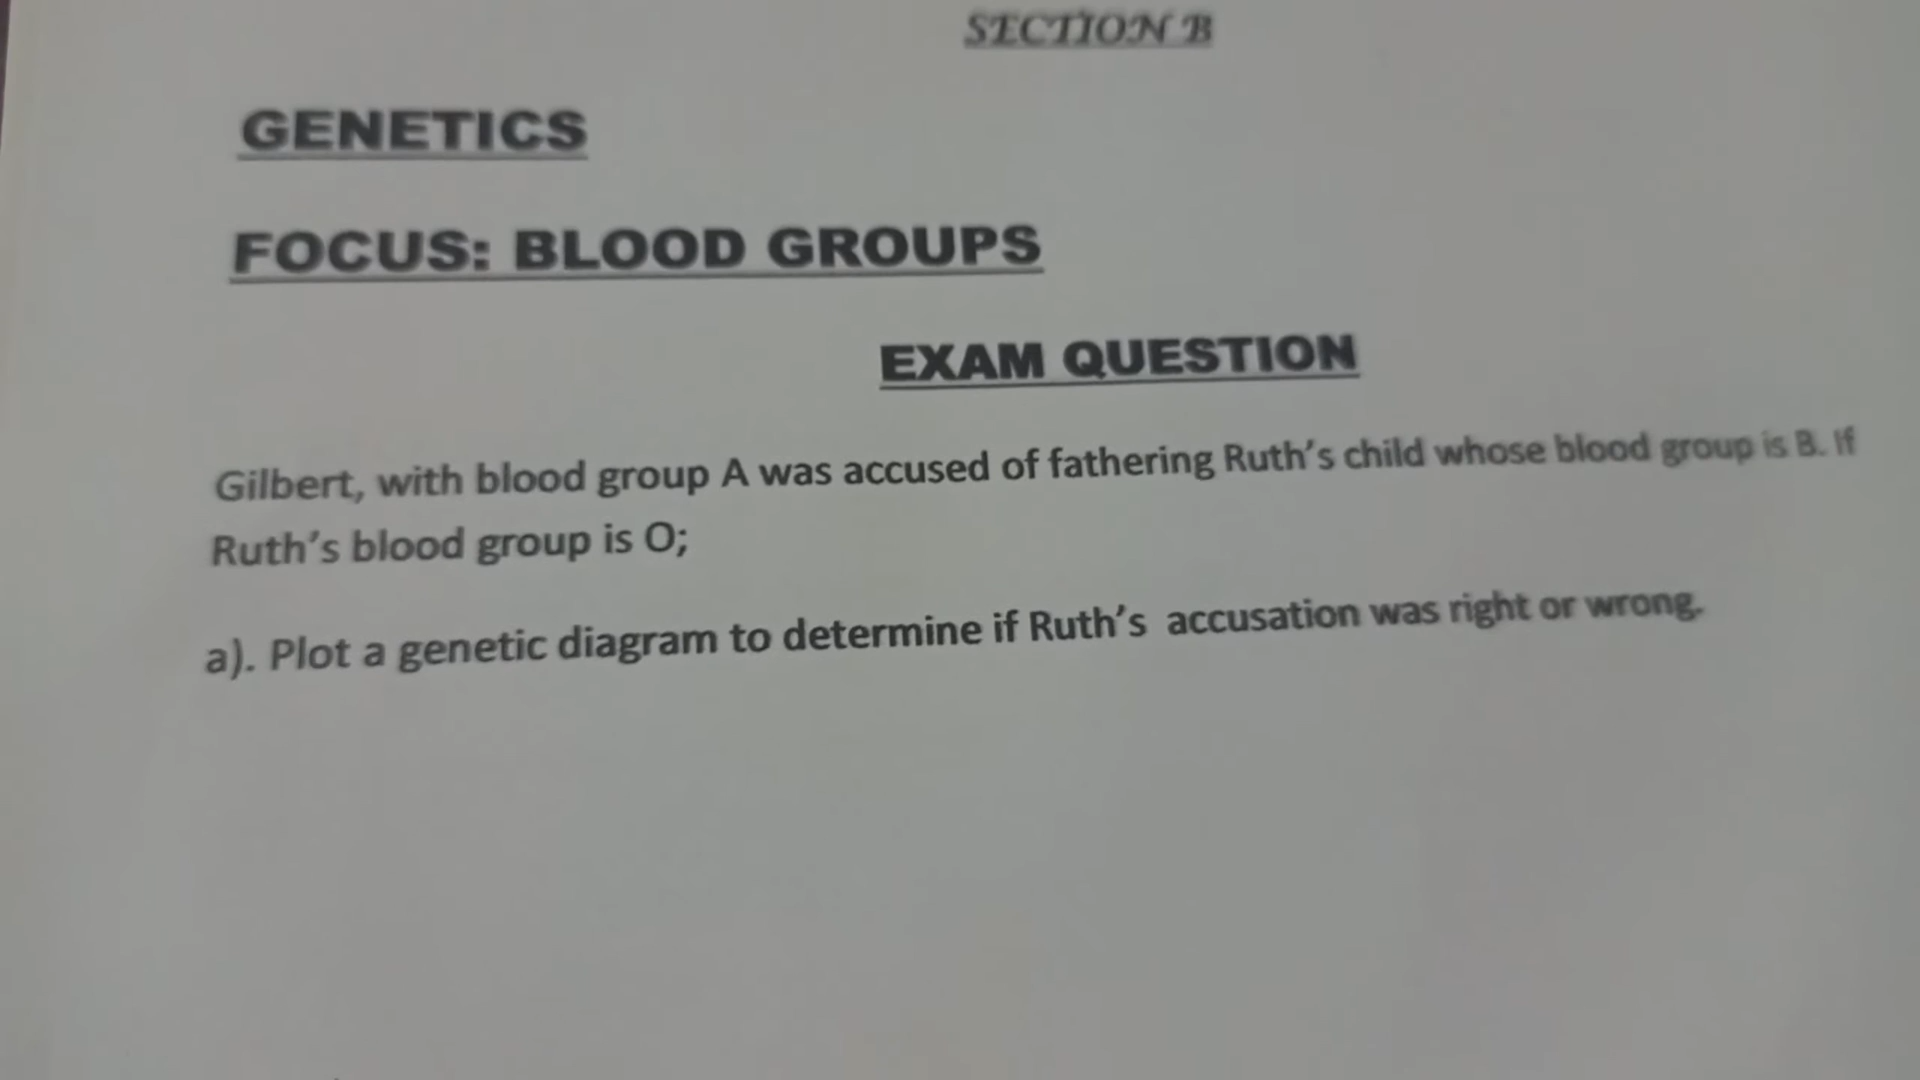 SECTION B
GENETICS
FOCUS: BLOOD GROUPS
EXAM QUESTION
Gilbert, with blood group A was accused of fathering Ruth's child whose blood group is B. If
Ruth's blood group is O;
a). Plot a genetic diagram to determine if Ruth's accusation was right or wrong.